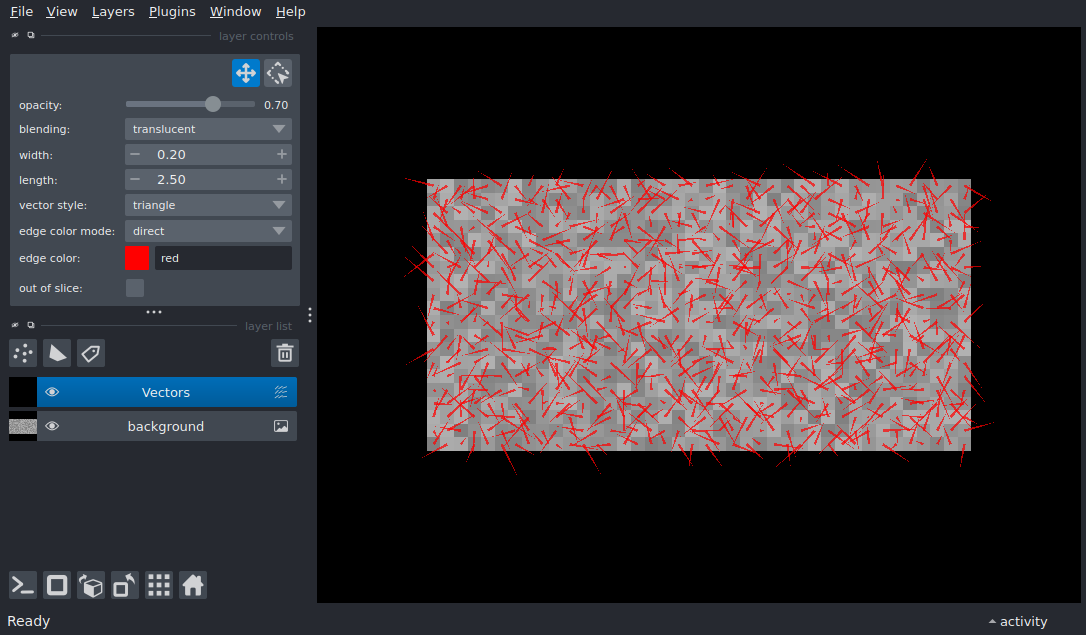 File View Layers Plugins Window Help
layer controls
opacity: 0.70
blending: translucent
width: 0.20
length: 2.50
vector style: triangle
edge color mode: direct
edge color: red
out of slice:
layer list
Vectors
background
Ready
activity